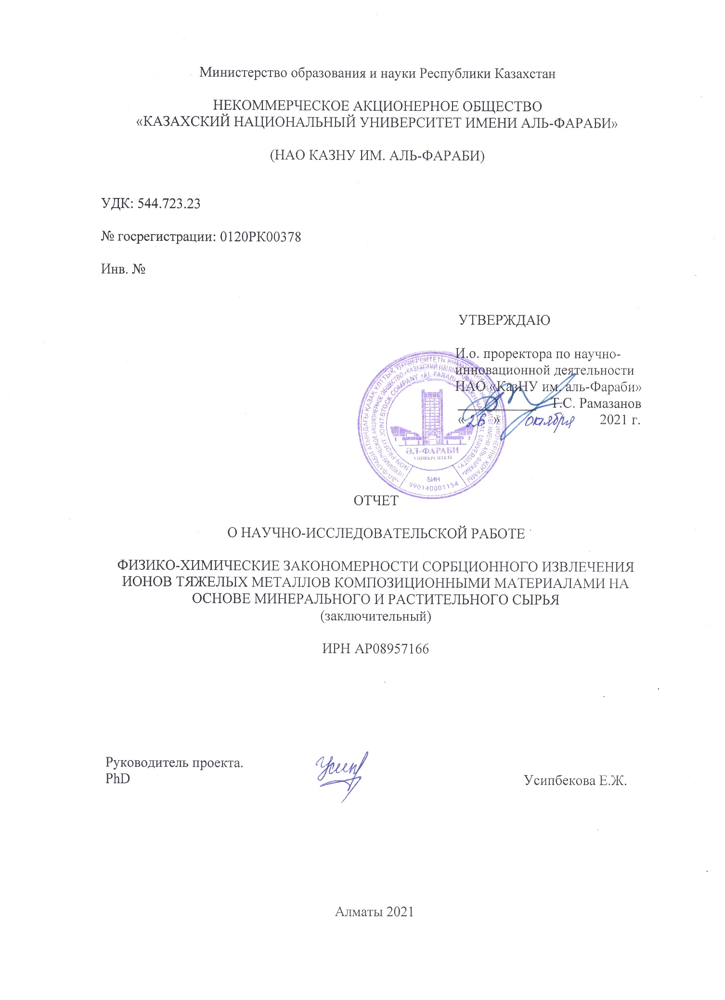 Министерство образования и науки Республики Казахстан
НЕКОММЕРЧЕСКОЕ АКЦИОНЕРНОЕ ОБЩЕСТВО
«КАЗАХСКИЙ НАЦИОНАЛЬНЫЙ УНИВЕРСИТЕТ ИМЕНИ АЛЬ-ФАРАБИ»
(НАО КАЗНУ ИМ. АЛЬ-ФАРАБИ)
УДК: 544.723.23
№ госрегистрации: 0120РК00378
Инв. №
УТВЕРЖДАЮ
И.о. проректора по научно-
инновационной деятельности
НАО «КазНУ им. аль-Фараби»
Т.С. Рамазанов
«26» октября 2021 г.
ӘЛ-ФАРАБИ
УНИВЕРСИТЕТІ
БИН
990140001154
ОТЧЕТ
О НАУЧНО-ИССЛЕДОВАТЕЛЬСКОЙ РАБОТЕ
ФИЗИКО-ХИМИЧЕСКИЕ ЗАКОНОМЕРНОСТИ СОРБЦИОННОГО ИЗВЛЕЧЕНИЯ
ИОНОВ ТЯЖЕЛЫХ МЕТАЛЛОВ КОМПОЗИЦИОННЫМИ МАТЕРИАЛАМИ НА
ОСНОВЕ МИНЕРАЛЬНОГО И РАСТИТЕЛЬНОГО СЫРЬЯ
(заключительный)
ИРН АР08957166
Руководитель проекта.
PhD Усипбекова Е.Ж.
Алматы 2021